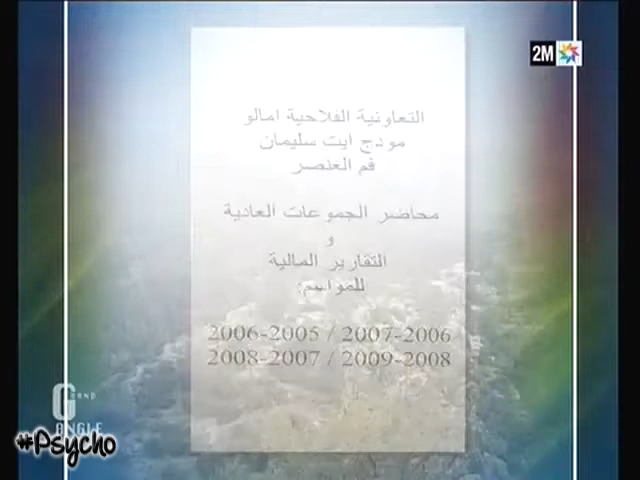 2M
التعاونية الفلاحية امالو
مودج ايت سليمان
فم العنصر
محاضر الجموعات العادية
و
التقارير المالية
للمواسم:
2006-2005 / 2007-2006
2008-2007 / 2009-2008
GRAND
ANGLE
#Psycho